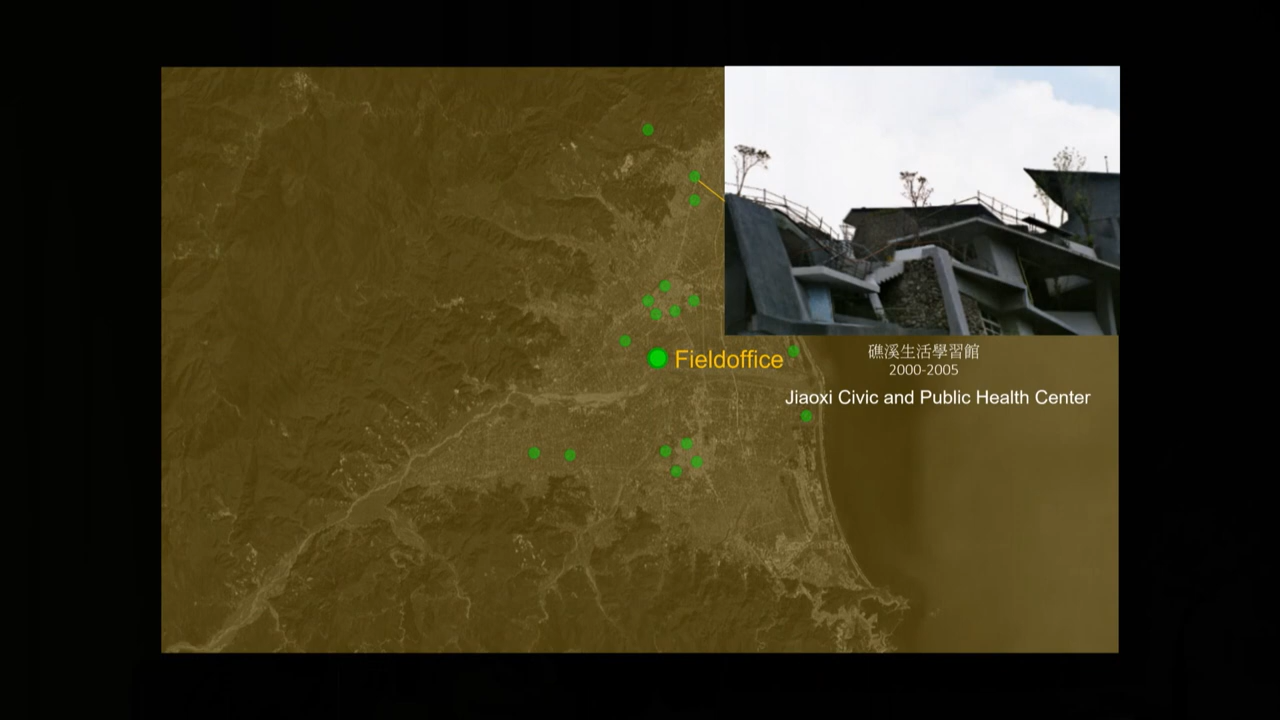 Fieldoffice
礁溪生活學習館
2000-2005
Jiaoxi Civic and Public Health Center